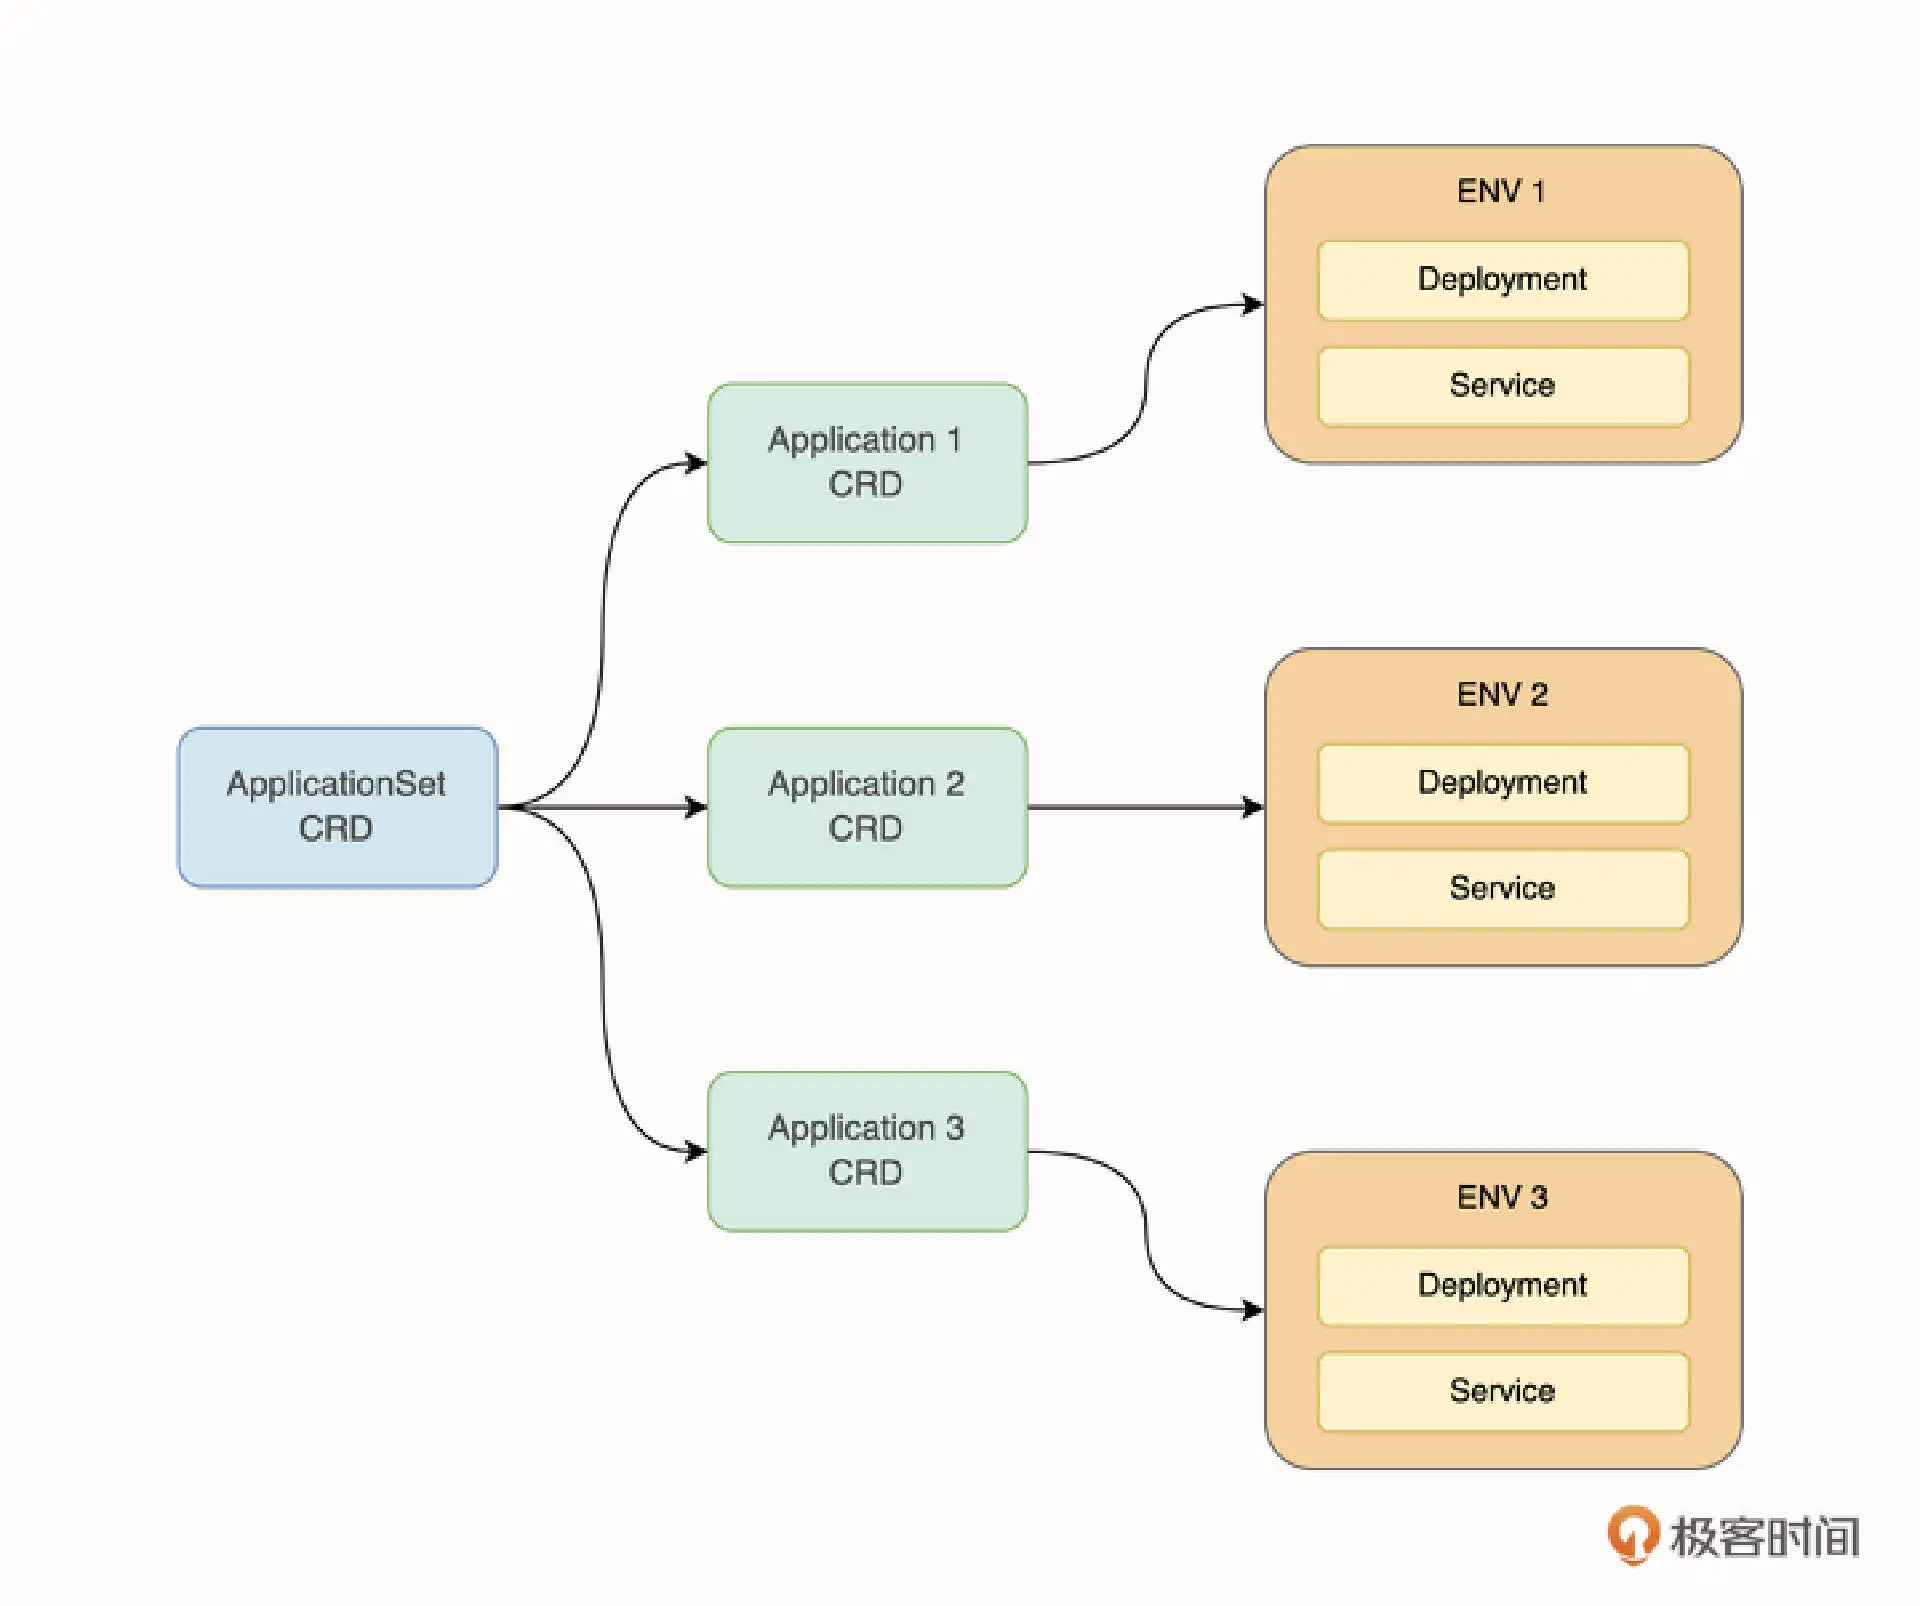 ENV 1
Deployment
Service
Application 1
CRD
ENV 2
Deployment
Service
ApplicationSet
CRD
Application 2
CRD
ENV 3
Deployment
Service
Application 3
CRD
极客时间